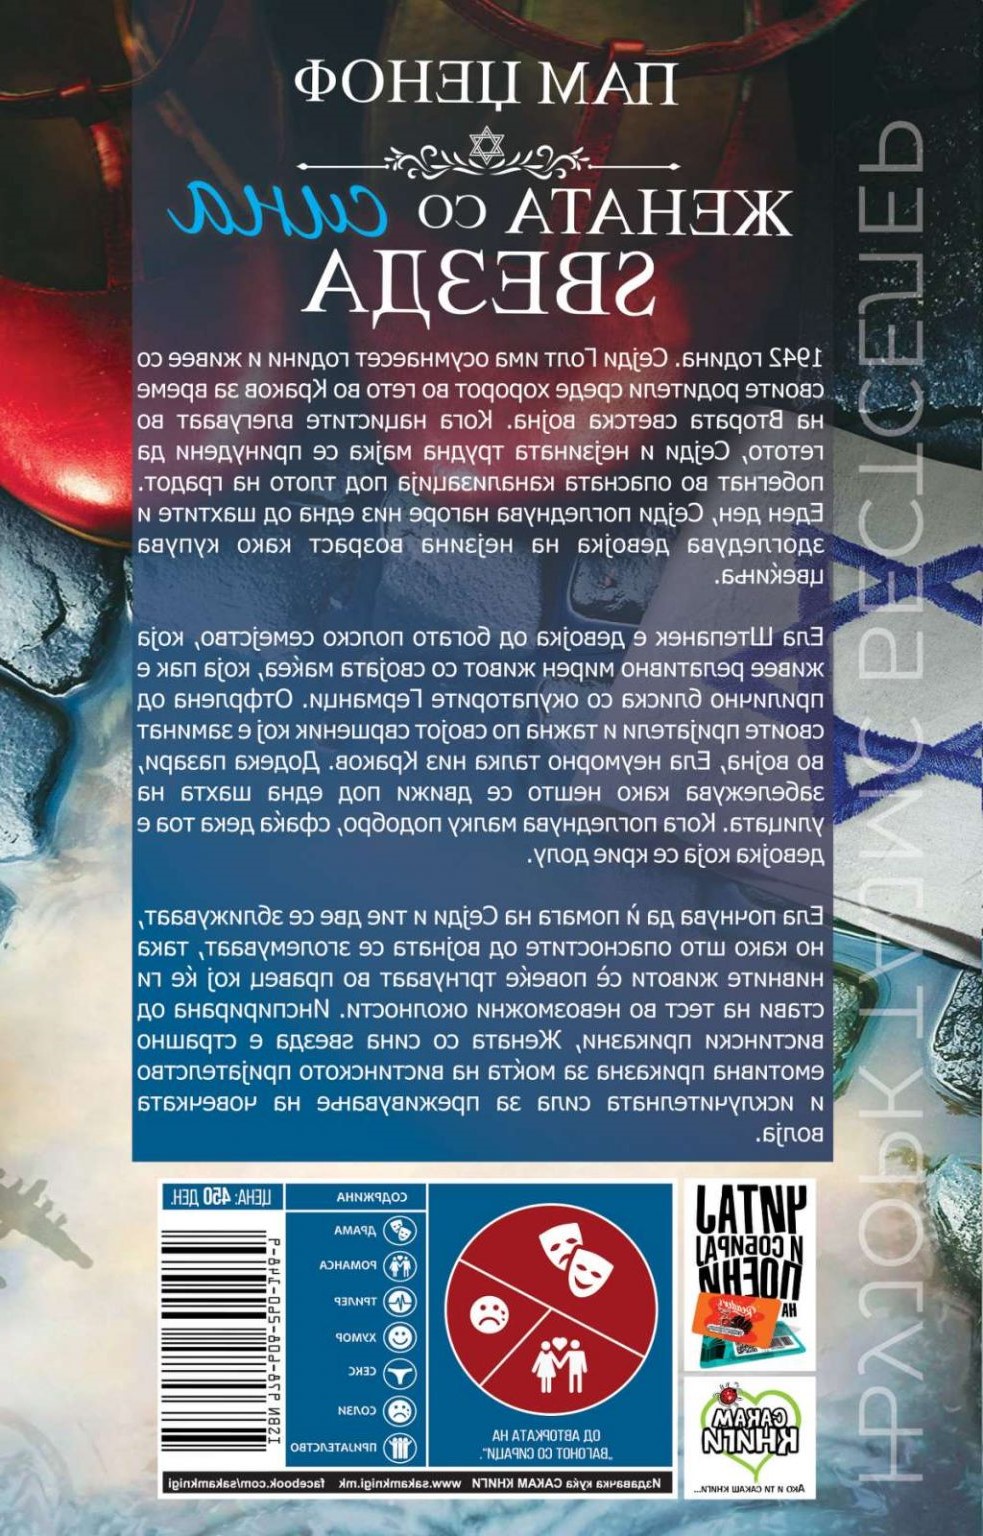 ПАМ ЏЕНОФ
ЖЕНАТА СО сина
ЅВЕЗДА
1942 година. Сејди Голт има осумнаесет години и живее со
своите родители среде хоророт во гето во Краков за време
на Втората светска војна. Кога нацистите влегуваат во
гетото, Сејди и нејзината трудна мајка се принудени да
побегнат во опасната канализација под тлото на градот.
Еден ден, Сејди погледнува нагоре низ една од шахтите и
здогледува девојка на нејзина возраст како купува
цвеќиња.
Ела Штепанек е девојка од богато полско семејство, која
живее релативно мирен живот со својата маќеа, која пак е
прилично блиска со окупаторите Германци. Отфрлена од
своите пријатели и тажна по својот свршеник кој е заминат
во војна, Ела неуморно талка низ Краков. Додека пазари,
забележува како нешто се движи под една шахта на
улицата. Кога погледнува малку подобро, сфаќа дека тоа е
девојка која се крие долу.
Ела почнува да ѝ помага на Сејди и тие две се зближуваат,
но како што опасностите од војната се зголемуваат, така
нивните животи сѐ повеќе тргнуваат во правец кој ќе ги
стави на тест во невозможни околности. Инспирирана од
вистински приказни, Жената со сина ѕвезда е страшно
емотивна приказна за моќта на вистинското пријателство
и исклучителната сила за преживување на човечката
волја.
ЧИТАЈ
И СОБИРАЈ
ПОЕНИ
НА
САКАМ
КНИГИ
Ако и ти сакаш книги...
ОД АВТОРКАТА НА
„ВАГОНОТ СО СИРАЦИ“.
СОДРЖИНА
ДРАМА
РОМАНСА
ТРИЛЕР
ХУМОР
СЕКС
СОЛЗИ
ПРИЈАТЕЛСТВО
ЦЕНА: 450 ДЕН.
Издавачка куќа САКАМ КНИГИ www.sakamknigi.mk facebook.com/sakamknigi